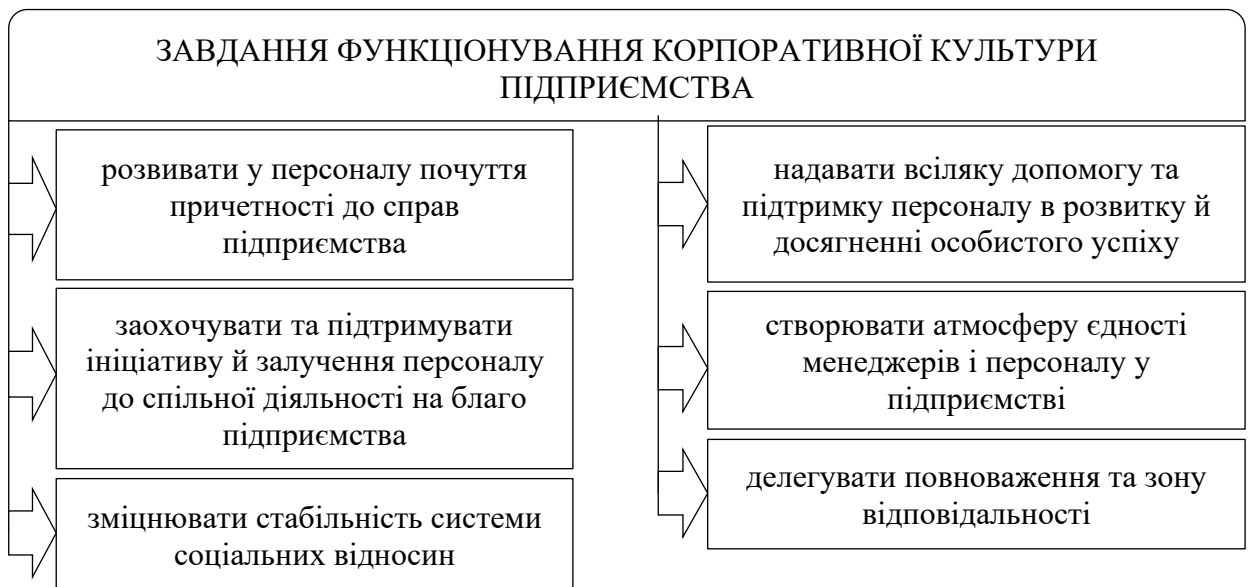 ЗАВДАННЯ ФУНКЦІОНУВАННЯ КОРПОРАТИВНОЇ КУЛЬТУРИ
ПІДПРИЄМСТВА
розвивати у персоналу почуття
причетності до справ
підприємства
заохочувати та підтримувати
ініціативу й залучення персоналу
до спільної діяльності на благо
підприємства
зміцнювати стабільність системи
соціальних відносин
надавати всіляку допомогу та
підтримку персоналу в розвитку й
досягненні особистого успіху
створювати атмосферу єдності
менеджерів і персоналу у
підприємстві
делегувати повноваження та зону
відповідальності